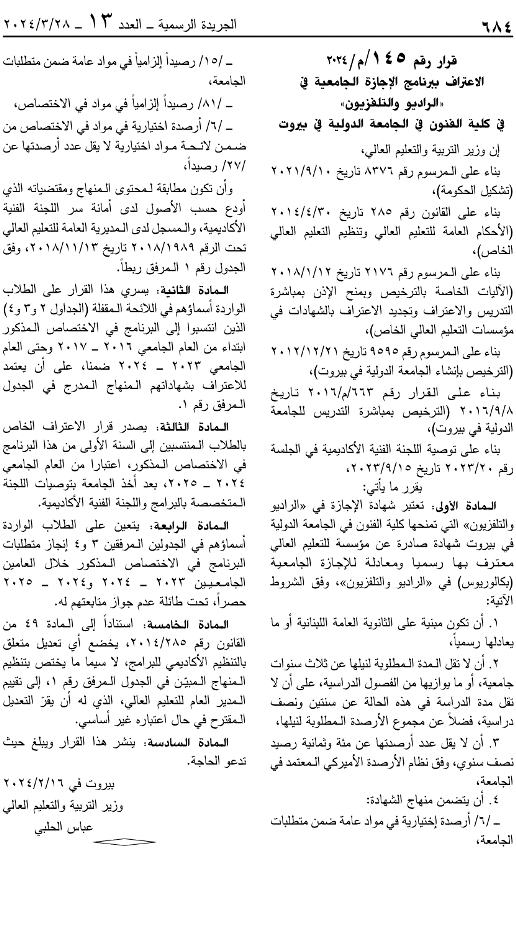 ٦٨٤
الجريدة الرسمية ــ العدد ١٣ ــ ٢٠٢٤/٣/٢٨
قرار رقم ١٤٥/م/٢٠٢٤
الاعتراف ببرنامج الإجازة الجامعية في
«الراديو والتلفزيون»
في كلية الفنون في الجامعة الدولية في بيروت
إن وزير التربية والتعليم العالي،
بناء على المرسوم رقم ٨٣٧٦ تاريخ ٢٠٢١/٩/١٠
(تشكيل الحكومة)،
بناء على القانون رقم ٢٨٥ تاريخ ٢٠١٤/٤/٣٠
(الأحكام العامة للتعليم العالي وتنظيم التعليم العالي
الخاص)،
بناء على المرسوم رقم ٢١٧٦ تاريخ ٢٠١٨/١/١٢
(الآليات الخاصة بالترخيص وبمنح الإذن بمباشرة
التدريس والاعتراف وتجديد الاعتراف بالشهادات في
مؤسسات التعليم العالي الخاص)،
بناء على المرسوم رقم ٩٥٩٥ تاريخ ٢٠١٢/١٢/٢١
(الترخيص بإنشاء الجامعة الدولية في بيروت)،
بناء على القرار رقم ٦٦٣/م/٢٠١٦ تاريخ
٢٠١٦/٩/٨ (الترخيص بمباشرة التدريس للجامعة
الدولية في بيروت)،
بناء على توصية اللجنة الفنية الأكاديمية في الجلسة
رقم ٢٠٢٣/٢٠ تاريخ ٢٠٢٣/٩/١٥،
يقرر ما يأتي:
المادة الأولى: تعتبر شهادة الإجازة في «الراديو
والتلفزيون» التي تمنحها كلية الفنون في الجامعة الدولية
في بيروت شهادة صادرة عن مؤسسة للتعليم العالي
معترف بها رسميا ومعادلة للإجازة الجامعية
(بكالوريوس) في «الراديو والتلفزيون»، وفق الشروط
الآتية:
١. أن تكون مبنية على الثانوية العامة اللبنانية أو ما
يعادلها رسمياً،
٢. أن لا تقل المدة المطلوبة لنيلها عن ثلاث سنوات
جامعية، أو ما يوازيها من الفصول الدراسية، على أن لا
تقل مدة الدراسة في هذه الحالة عن سنتين ونصف
دراسية، فضلاً عن مجموع الأرصدة المطلوبة لنيلها،
٣. أن لا يقل عدد أرصدتها عن مئة وثمانية رصيد
نصف سنوي، وفق نظام الأرصدة الأميركي المعتمد في
الجامعة،
٤. أن يتضمن منهاج الشهادة:
ــ /٦/ أرصدة إختيارية في مواد عامة ضمن متطلبات
الجامعة،
ــ /١٥/ رصيداً إلزامياً في مواد عامة ضمن متطلبات
الجامعة،
ــ /٨١/ رصيداً إلزامياً في مواد في الاختصاص،
ــ /٦/ أرصدة اختيارية في مواد في الاختصاص من
ضمن لائحة مواد اختيارية لا يقل عدد أرصدتها عن
/٢٧/ رصيداً،
وأن تكون مطابقة لمحتوى المنهاج ومقتضياته الذي
أودع حسب الأصول لدى أمانة سر اللجنة الفنية
الأكاديمية، والمسجل لدى المديرية العامة للتعليم العالي
تحت الرقم ٢٠١٨/١٩٨٩ تاريخ ٢٠١٨/١١/١٣، وفق
الجدول رقم ١ المرفق ربطاً.
المادة الثانية: يسري هذا القرار على الطلاب
الواردة أسماؤهم في اللائحة المقفلة (الجداول ٢ و٣ و٤)
الذين انتسبوا إلى البرنامج في الاختصاص المذكور
ابتداء من العام الجامعي ٢٠١٦ ــ ٢٠١٧ وحتى العام
الجامعي ٢٠٢٣ ــ ٢٠٢٤ ضمنا، على أن يعتمد
للاعتراف بشهاداتهم المنهاج المدرج في الجدول
المرفق رقم ١.
المادة الثالثة: يصدر قرار الاعتراف الخاص
بالطلاب المنتسبين إلى السنة الأولى من هذا البرنامج
في الاختصاص المذكور، اعتبارا من العام الجامعي
٢٠٢٤ ــ ٢٠٢٥، بعد أخذ الجامعة بتوصيات اللجنة
المتخصصة بالبرامج واللجنة الفنية الأكاديمية.
المادة الرابعة: يتعين على الطلاب الواردة
أسماؤهم في الجدولين المرفقين ٣ و٤ إنجاز متطلبات
البرنامج في الاختصاص المذكور خلال العامين
الجامعيين ٢٠٢٣ ــ ٢٠٢٤ و٢٠٢٤ ــ ٢٠٢٥
حصراً، تحت طائلة عدم جواز متابعتهم له.
المادة الخامسة: استناداً إلى المادة ٤٩ من
القانون رقم ٢٠١٤/٢٨٥، يخضع أي تعديل متعلق
بالتنظيم الأكاديمي للبرامج، لا سيما ما يختص بتنظيم
المنهاج المبيّن في الجدول المرفق رقم ١، إلى تقييم
المدير العام للتعليم العالي، الذي له أن يقرّ التعديل
المقترح في حال اعتباره غير أساسي.
المادة السادسة: ينشر هذا القرار ويبلغ حيث
تدعو الحاجة.
بيروت في ٢٠٢٤/٢/١٦
وزير التربية والتعليم العالي
عباس الحلبي